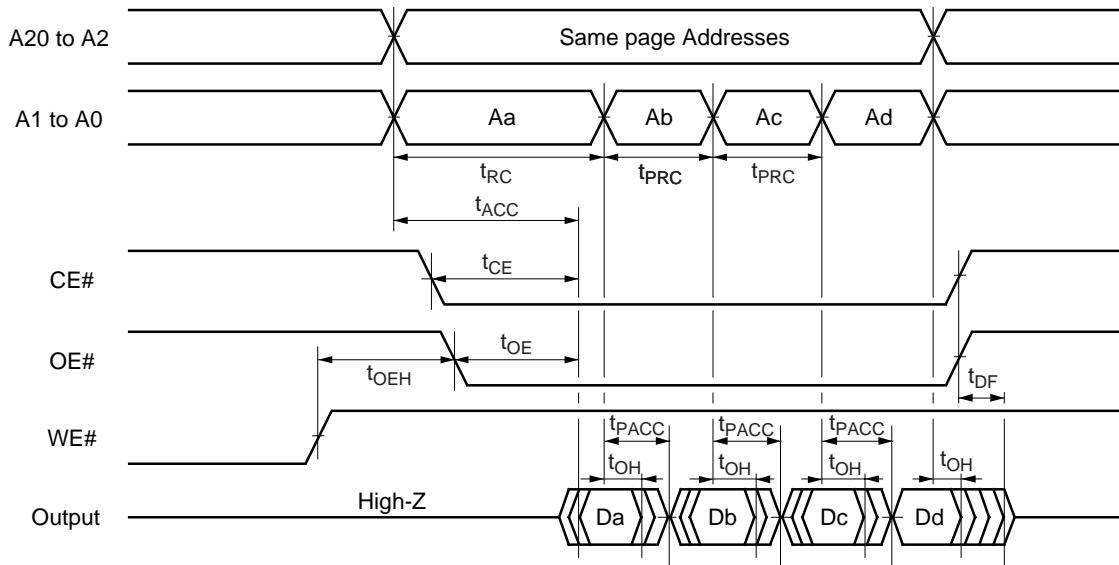 A20 to A2
Same page Addresses
A1 to A0
Aa
Ab
Ac
Ad
tRC
tPRC
tPRC
tACC
CE#
tCE
OE#
tOEH
tOE
tDF
WE#
tPACC
tPACC
tPACC
tOH
tOH
tOH
tOH
Output
High-Z
Da
Db
Dc
Dd